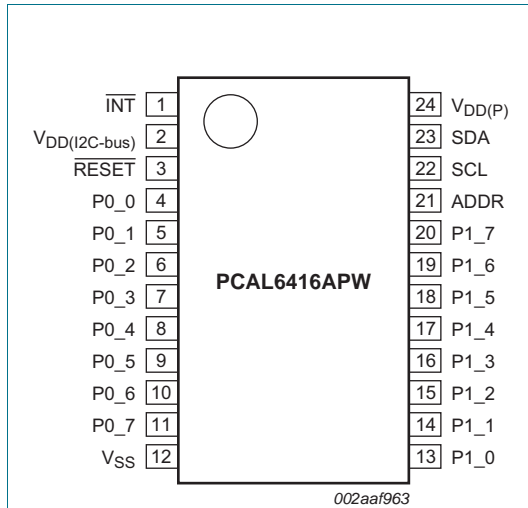 INT 1 24 VDD(P)
VDD(I2C-bus) 2 23 SDA
RESET 3 22 SCL
P0_0 4 21 ADDR
P0_1 5 20 P1_7
P0_2 6 19 P1_6
P0_3 7 18 P1_5
P0_4 8 17 P1_4
P0_5 9 16 P1_3
P0_6 10 15 P1_2
P0_7 11 14 P1_1
VSS 12 13 P1_0
PCAL6416APW
002aaf963